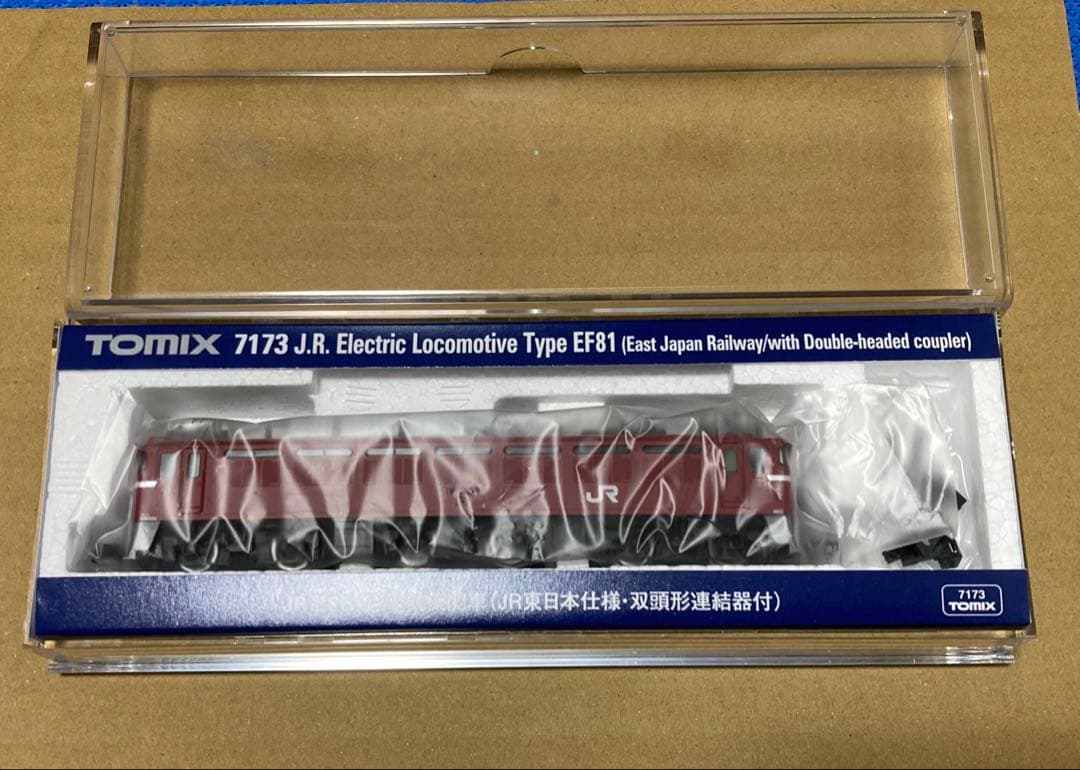 TOMIX 7173 J.R. Electric Locomotive Type EF81 (East Japan Railway/with Double-headed coupler)
JR
車(JR東日本仕様・双頭形連結器付)
7173
TOMIX